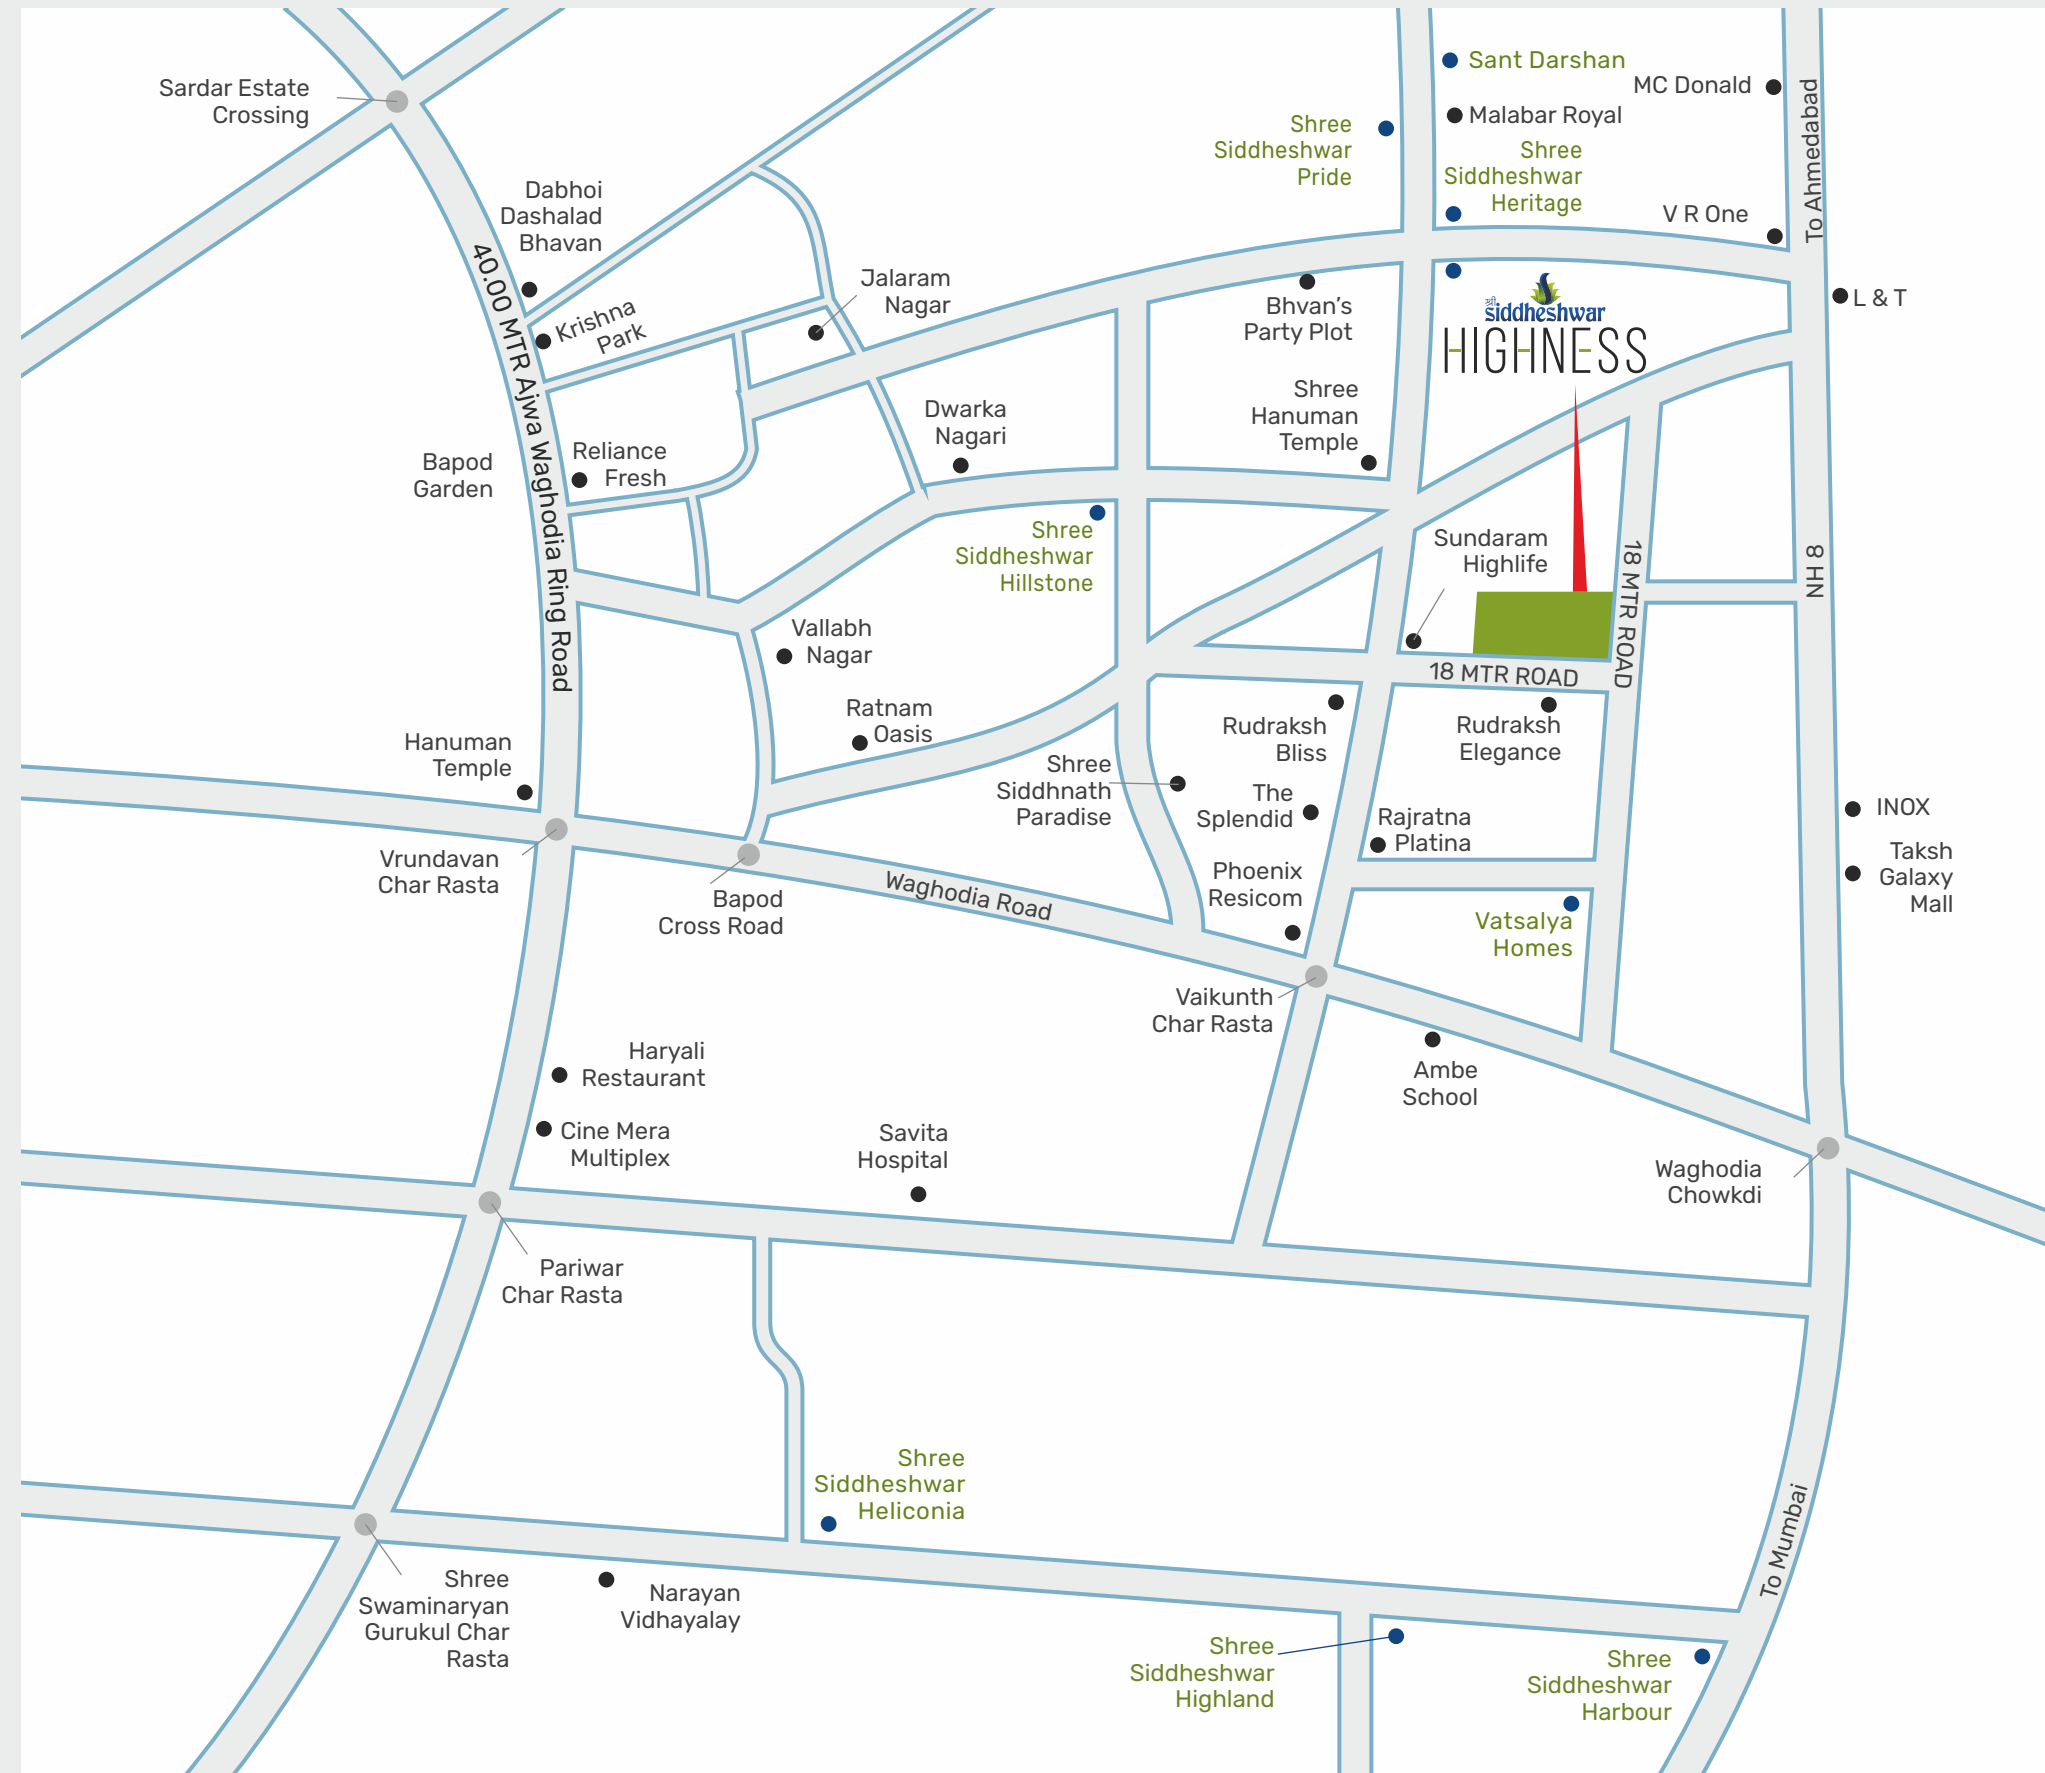 Sardar Estate
Crossing
Dabhoi
Dashalad
Bhavan
40.00 MTR Ajwa Waghodia Ring Road
Krishna
Park
Jalaram
Nagar
Bapod
Garden
Reliance
Fresh
Dwarka
Nagari
Shree
Siddheshwar
Pride
Sant Darshan
Malabar Royal
Shree
Siddheshwar
Heritage
MC Donald
V R One
To Ahmedabad
L & T
Bhvan's
Party Plot
श्री
siddheshwar
HIGHNESS
Shree
Hanuman
Temple
Shree
Siddheshwar
Hillstone
Sundaram
Highlife
18 MTR ROAD
18 MTR ROAD
NH 8
Vallabh
Nagar
Ratnam
Oasis
Hanuman
Temple
Vrundavan
Char Rasta
Bapod
Cross Road
Waghodia Road
Shree
Siddhnath
Paradise
Rudraksh
Bliss
The
Splendid
Phoenix
Resicom
Rudraksh
Elegance
Rajratna
Platina
Vatsalya
Homes
INOX
Taksh
Galaxy
Mall
Vaikunth
Char Rasta
Ambe
School
Waghodia
Chowkdi
Haryali
Restaurant
Cine Mera
Multiplex
Savita
Hospital
Pariwar
Char Rasta
Shree
Siddheshwar
Heliconia
To Mumbai
Shree
Swaminaryan
Gurukul Char
Rasta
Narayan
Vidhayalay
Shree
Siddheshwar
Highland
Shree
Siddheshwar
Harbour